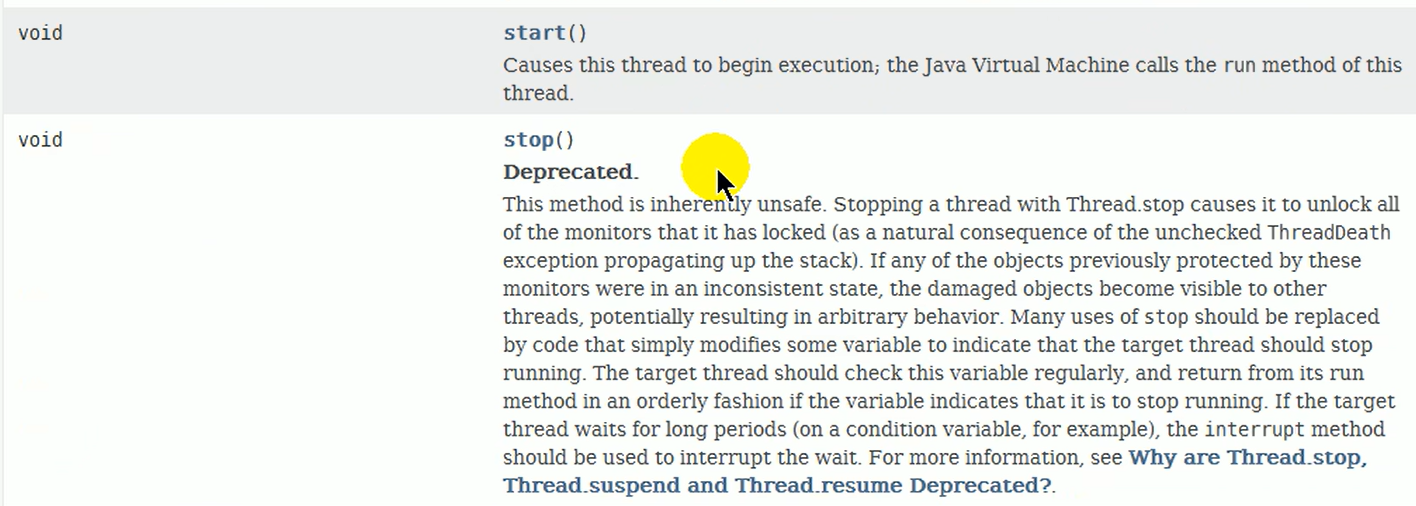 void start()
Causes this thread to begin execution; the Java Virtual Machine calls the run method of this
thread.
void stop()
Deprecated.
This method is inherently unsafe. Stopping a thread with Thread.stop causes it to unlock all
of the monitors that it has locked (as a natural consequence of the unchecked ThreadDeath
exception propagating up the stack). If any of the objects previously protected by these
monitors were in an inconsistent state, the damaged objects become visible to other
threads, potentially resulting in arbitrary behavior. Many uses of stop should be replaced
by code that simply modifies some variable to indicate that the target thread should stop
running. The target thread should check this variable regularly, and return from its run
method in an orderly fashion if the variable indicates that it is to stop running. If the target
thread waits for long periods (on a condition variable, for example), the interrupt method
should be used to interrupt the wait. For more information, see Why are Thread.stop,
Thread.suspend and Thread.resume Deprecated?.